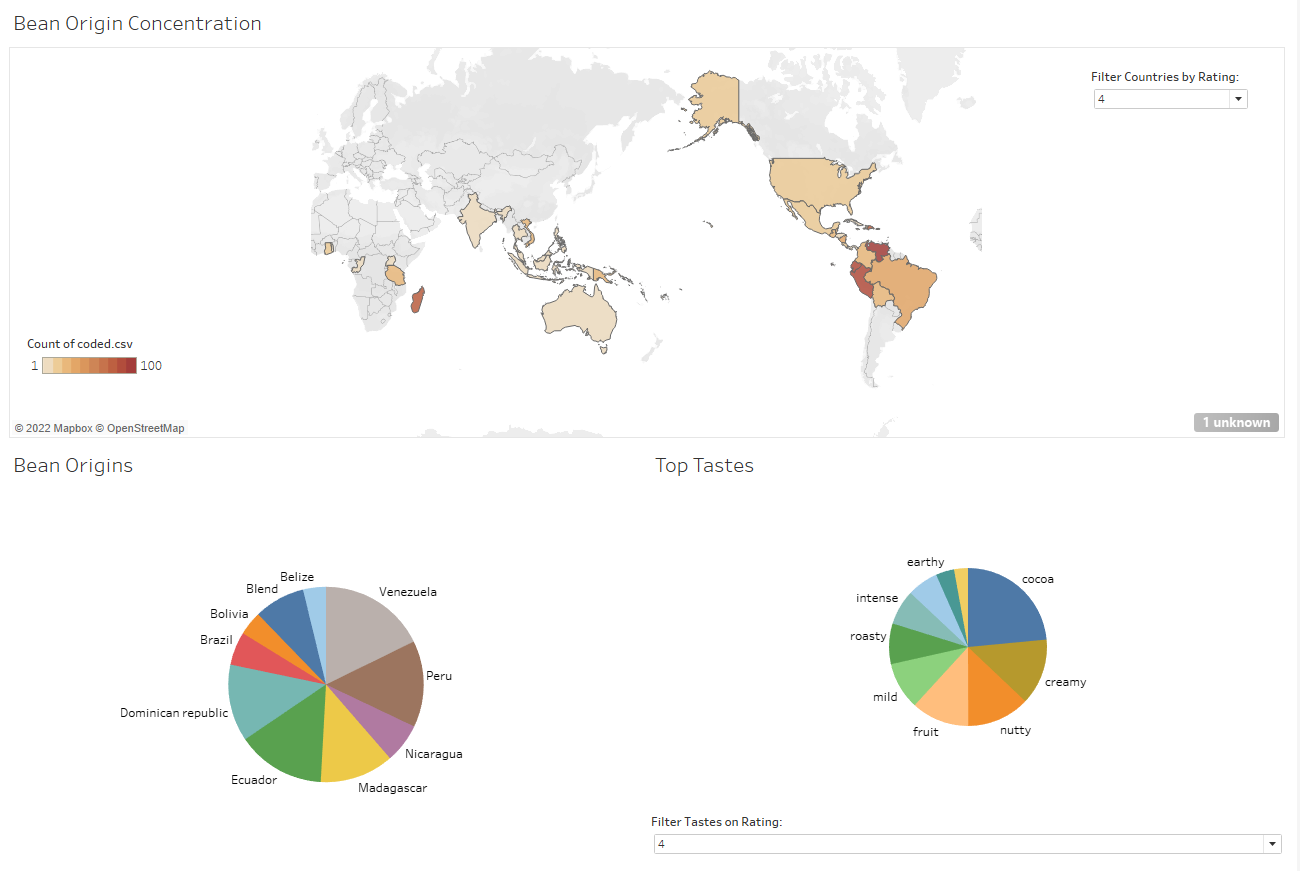 Bean Origin Concentration
Filter Countries by Rating:
4
Count of coded.csv
1 100
© 2022 Mapbox © OpenStreetMap
1 unknown
Bean Origins
Top Tastes
Belize
Blend
Venezuela
Bolivia
Brazil
Peru
Dominican republic
Nicaragua
Ecuador
Madagascar
earthy
cocoa
intense
roasty
creamy
mild
fruit
nutty
Filter Tastes on Rating:
4